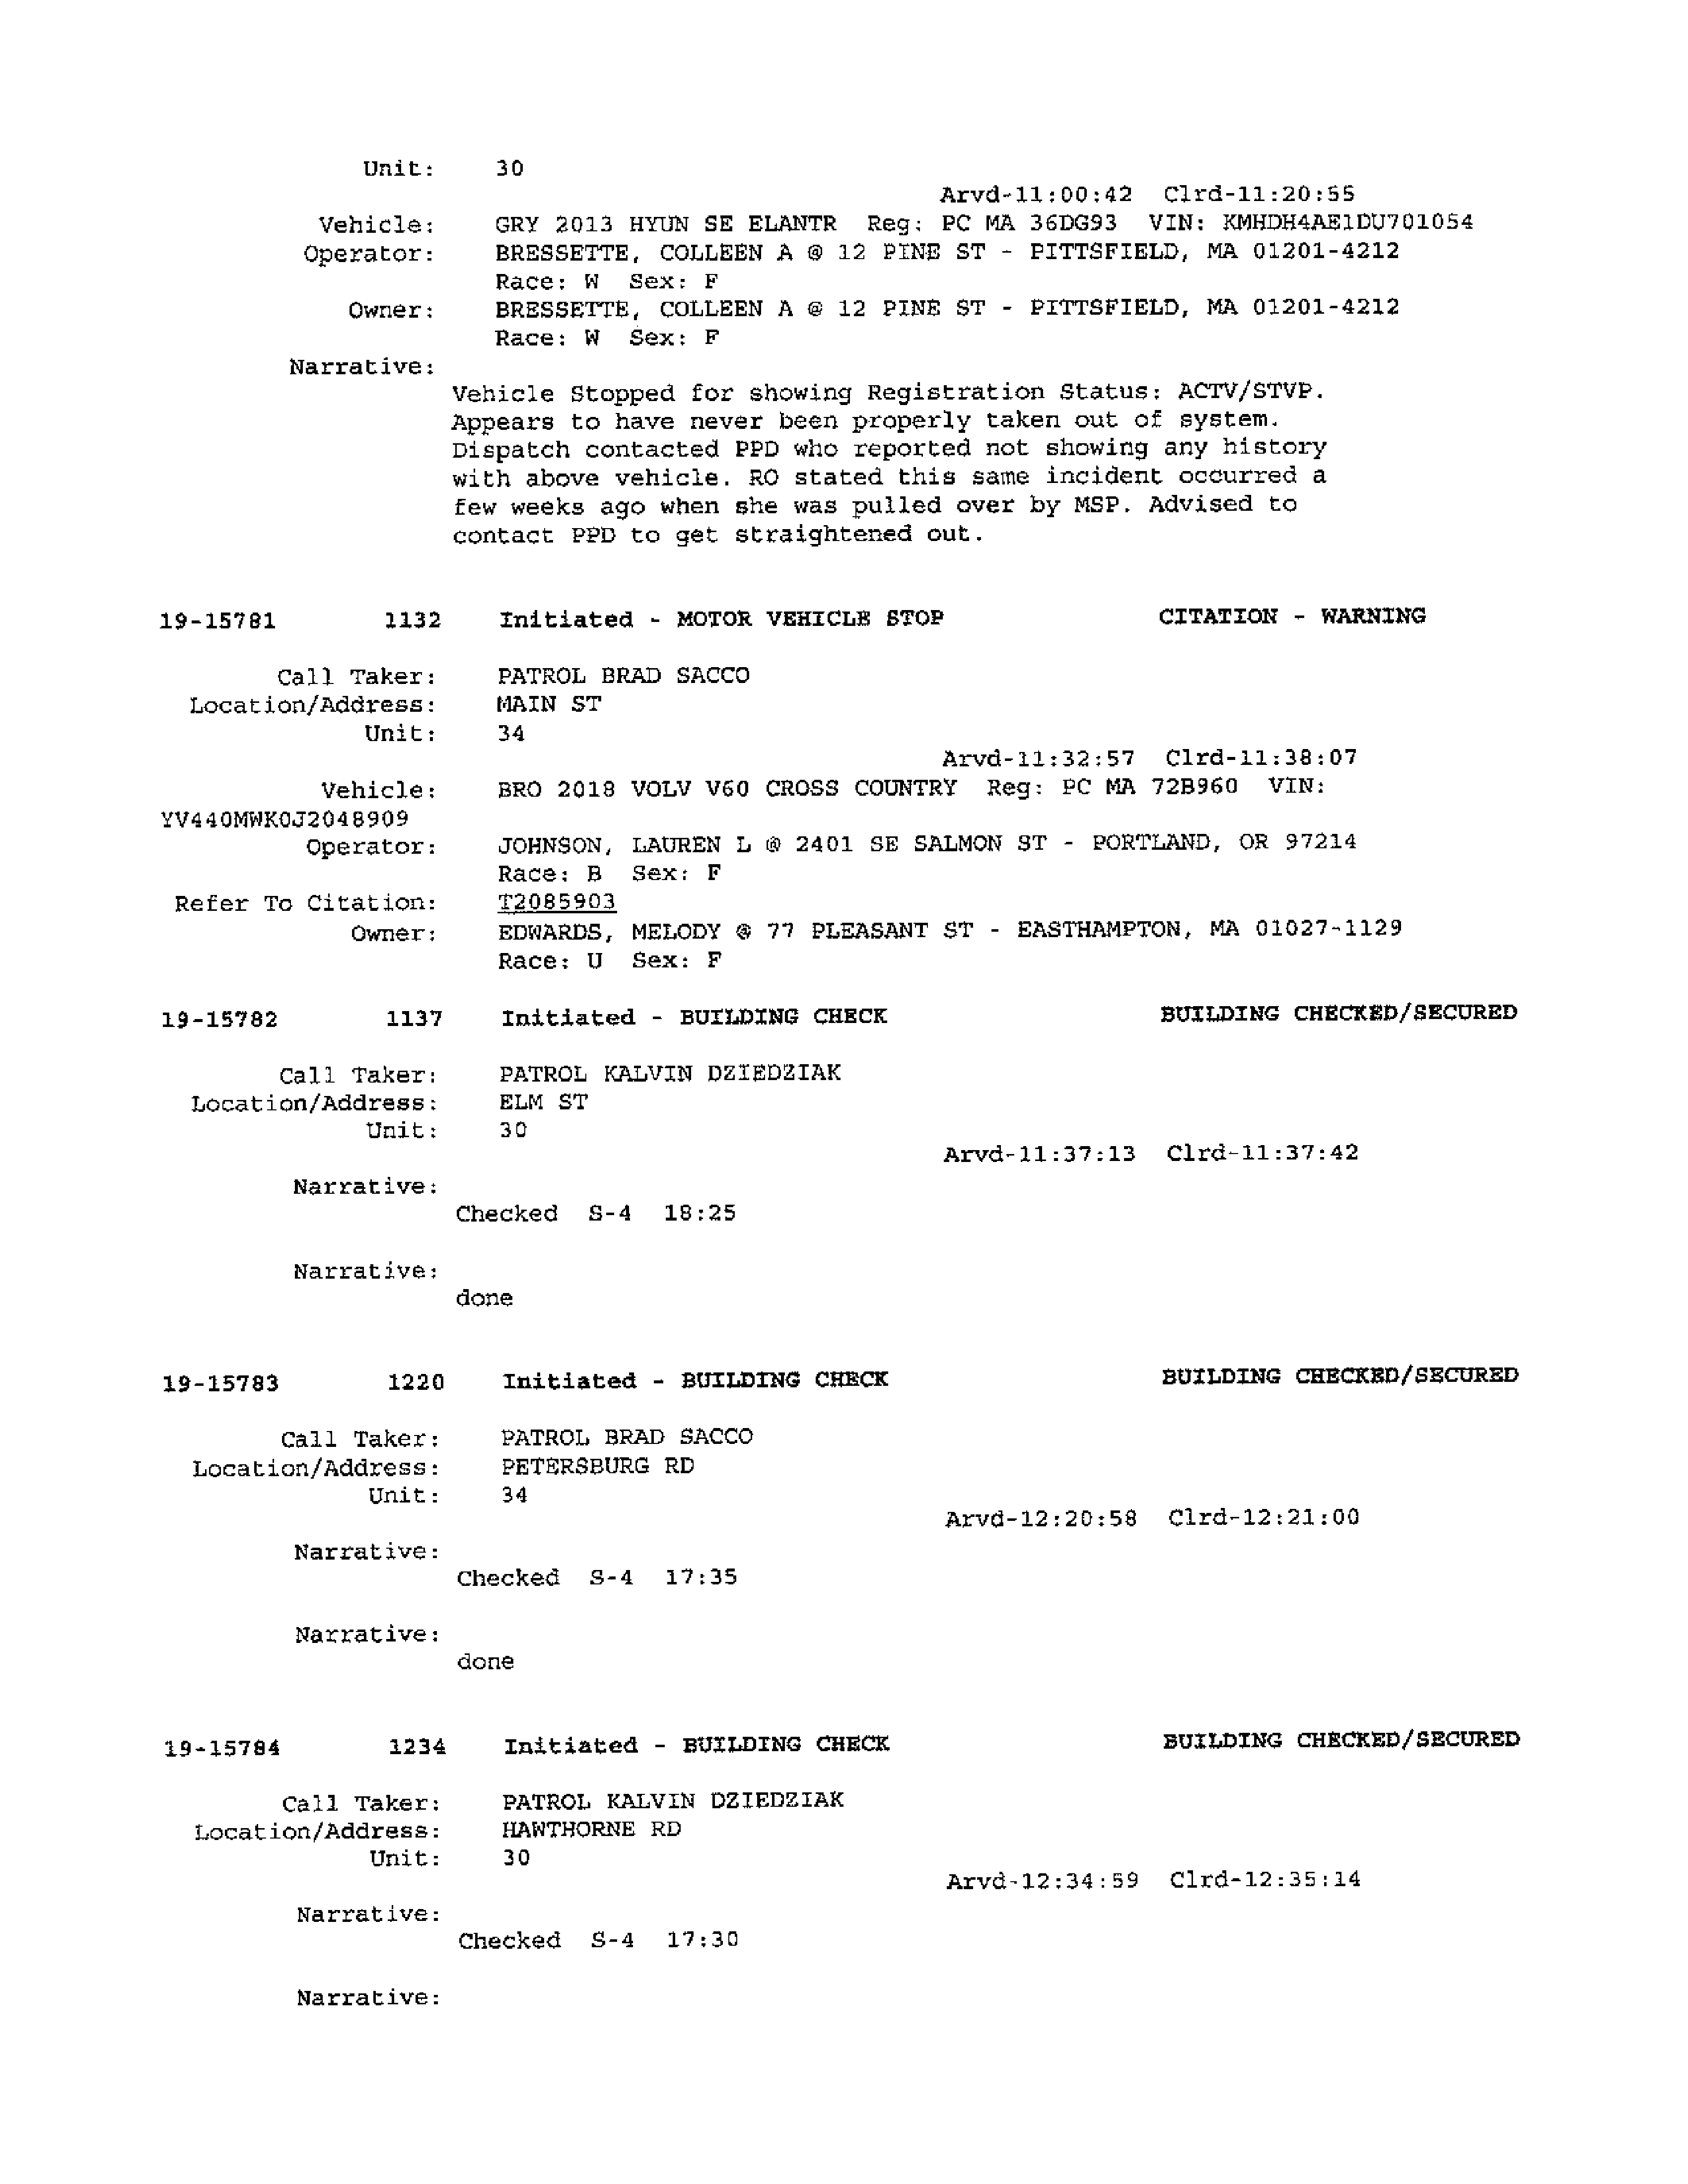 Unit: 30
Arvd-11:00:42 Clrd-11:20:55
Vehicle: GRY 2013 HYUN SE ELANTR Reg: PC MA 36DG93 VIN: KMHDH4AE1DU701054
Operator: BRESSETTE, COLLEEN A @ 12 PINE ST - PITTSFIELD, MA 01201-4212
Race: W Sex: F
Owner: BRESSETTE, COLLEEN A @ 12 PINE ST - PITTSFIELD, MA 01201-4212
Race: W Sex: F
Narrative:
Vehicle Stopped for showing Registration Status: ACTV/STVP.
Appears to have never been properly taken out of system.
Dispatch contacted PPD who reported not showing any history
with above vehicle. RO stated this same incident occurred a
few weeks ago when she was pulled over by MSP. Advised to
contact PPD to get straightened out.
19-15781 1132 Initiated - MOTOR VEHICLE STOP CITATION - WARNING
Call Taker: PATROL BRAD SACCO
Location/Address: MAIN ST
Unit: 34
Arvd-11:32:57 Clrd-11:38:07
Vehicle: BRO 2018 VOLV V60 CROSS COUNTRY Reg: PC MA 72B960 VIN:
YV440MWK0J2048909
Operator: JOHNSON, LAUREN L @ 2401 SE SALMON ST - PORTLAND, OR 97214
Race: B Sex: F
Refer To Citation: T2085903
Owner: EDWARDS, MELODY @ 77 PLEASANT ST - EASTHAMPTON, MA 01027-1129
Race: U Sex: F
19-15782 1137 Initiated - BUILDING CHECK BUILDING CHECKED/SECURED
Call Taker: PATROL KALVIN DZIEDZIAK
Location/Address: ELM ST
Unit: 30
Arvd-11:37:13 Clrd-11:37:42
Narrative:
Checked S-4 18:25
Narrative:
done
19-15783 1220 Initiated - BUILDING CHECK BUILDING CHECKED/SECURED
Call Taker: PATROL BRAD SACCO
Location/Address: PETERSBURG RD
Unit: 34
Arvd-12:20:58 Clrd-12:21:00
Narrative:
Checked S-4 17:35
Narrative:
done
19-15784 1234 Initiated - BUILDING CHECK BUILDING CHECKED/SECURED
Call Taker: PATROL KALVIN DZIEDZIAK
Location/Address: HAWTHORNE RD
Unit: 30
Arvd-12:34:59 Clrd-12:35:14
Narrative:
Checked S-4 17:30
Narrative: